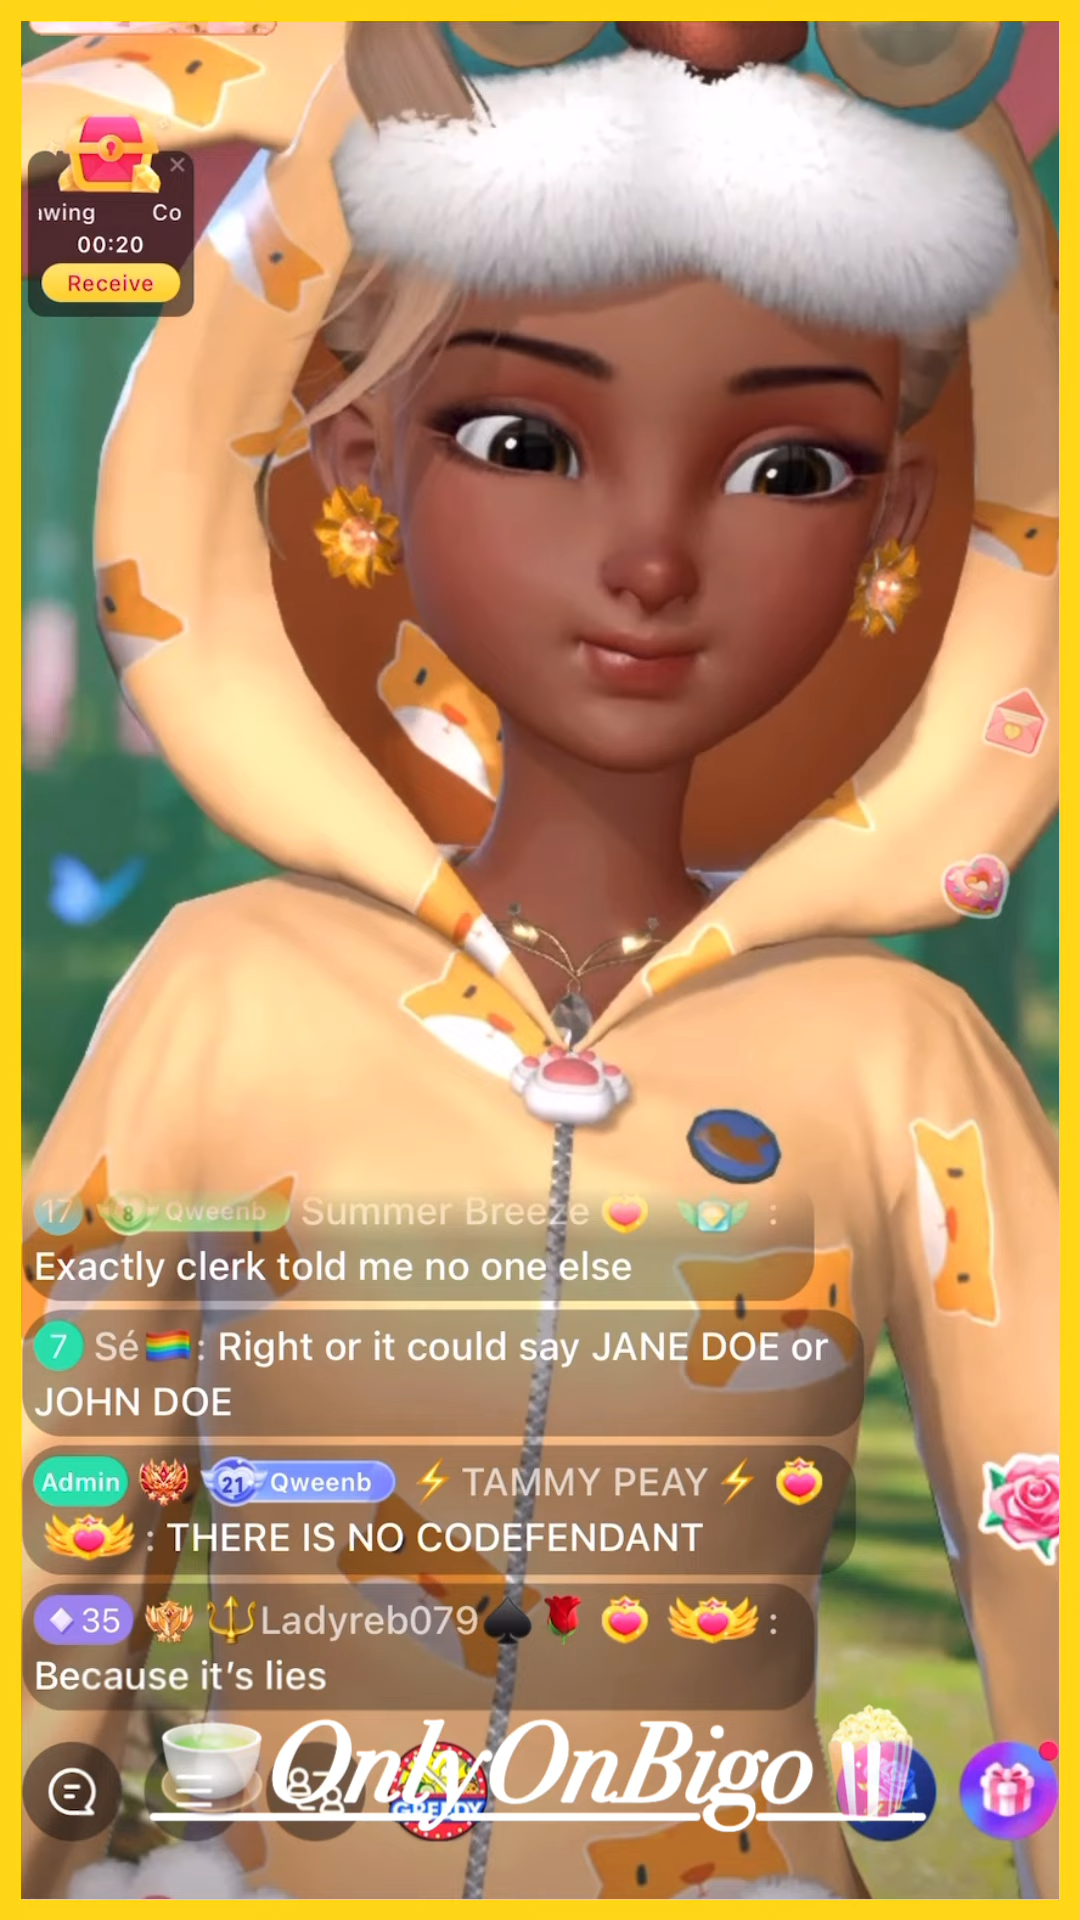 wing Co
00:20
Receive
17 8 Qweenb Summer Breeze :
Exactly clerk told me no one else
7 Sé🏳️‍🌈: Right or it could say JANE DOE or
JOHN DOE
Admin 21 Qweenb ⚡ TAMMY PEAY ⚡
: THERE IS NO CODEFENDANT
35 🔱Ladyreb079♠️🌹 :
Because it's lies
OnlyOnBigo
GREEDY